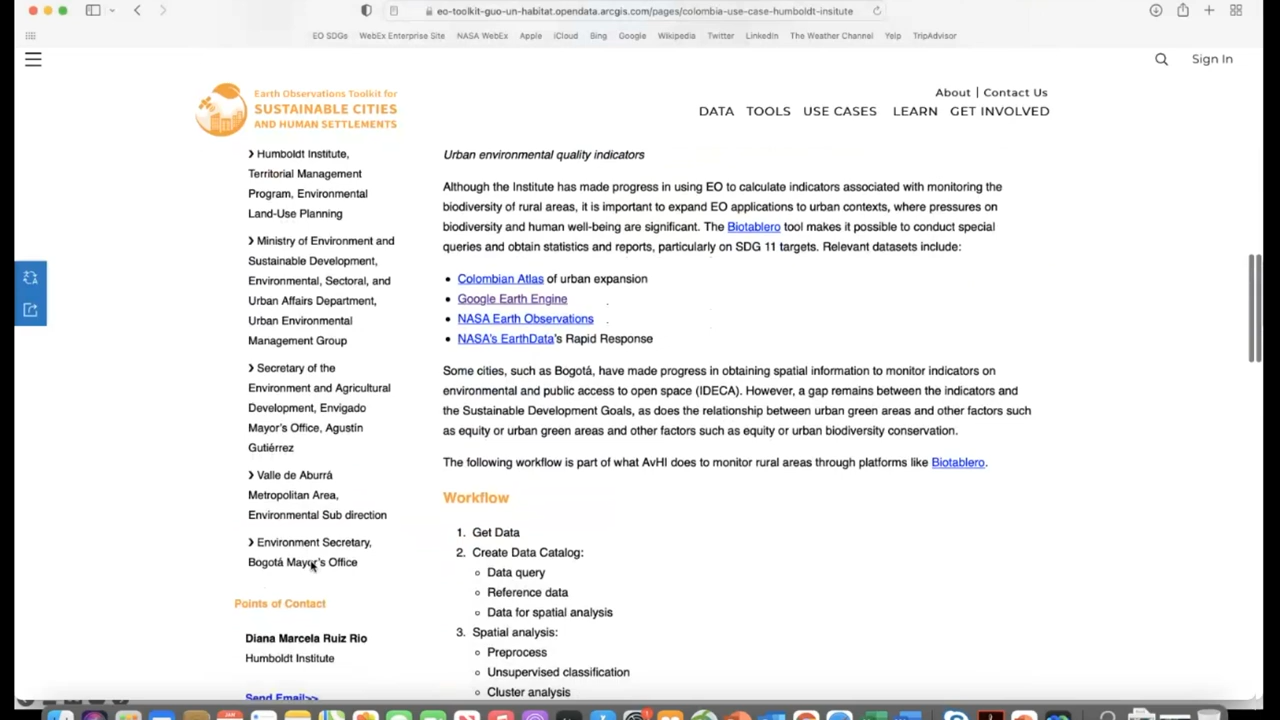 eo-toolkit-guo-un-habitat.opendata.arcgis.com/pages/colombia-use-case-humboldt-insitute
EO SDGs WebEx Enterprise Site NASA WebEx Apple iCloud Bing Google Wikipedia Twitter LinkedIn The Weather Channel Yelp TripAdvisor
Sign In
Earth Observations Toolkit for
SUSTAINABLE CITIES
AND HUMAN SETTLEMENTS
About | Contact Us
DATA TOOLS USE CASES LEARN GET INVOLVED
❯ Humboldt Institute,
Territorial Management
Program, Environmental
Land-Use Planning
❯ Ministry of Environment and
Sustainable Development,
Environmental, Sectoral, and
Urban Affairs Department,
Urban Environmental
Management Group
❯ Secretary of the
Environment and Agricultural
Development, Envigado
Mayor's Office, Agustín
Gutiérrez
❯ Valle de Aburrá
Metropolitan Area,
Environmental Sub direction
❯ Environment Secretary,
Bogotá Mayor's Office
Points of Contact
Diana Marcela Ruiz Rio
Humboldt Institute
Send Email>>
Urban environmental quality indicators
Although the Institute has made progress in using EO to calculate indicators associated with monitoring the
biodiversity of rural areas, it is important to expand EO applications to urban contexts, where pressures on
biodiversity and human well-being are significant. The Biotablero tool makes it possible to conduct special
queries and obtain statistics and reports, particularly on SDG 11 targets. Relevant datasets include:
• Colombian Atlas of urban expansion
• Google Earth Engine
• NASA Earth Observations
• NASA's EarthData's Rapid Response
Some cities, such as Bogotá, have made progress in obtaining spatial information to monitor indicators on
environmental and public access to open space (IDECA). However, a gap remains between the indicators and
the Sustainable Development Goals, as does the relationship between urban green areas and other factors such
as equity or urban green areas and other factors such as equity or urban biodiversity conservation.
The following workflow is part of what AvHI does to monitor rural areas through platforms like Biotablero.
Workflow
1. Get Data
2. Create Data Catalog:
○ Data query
○ Reference data
○ Data for spatial analysis
3. Spatial analysis:
○ Preprocess
○ Unsupervised classification
○ Cluster analysis